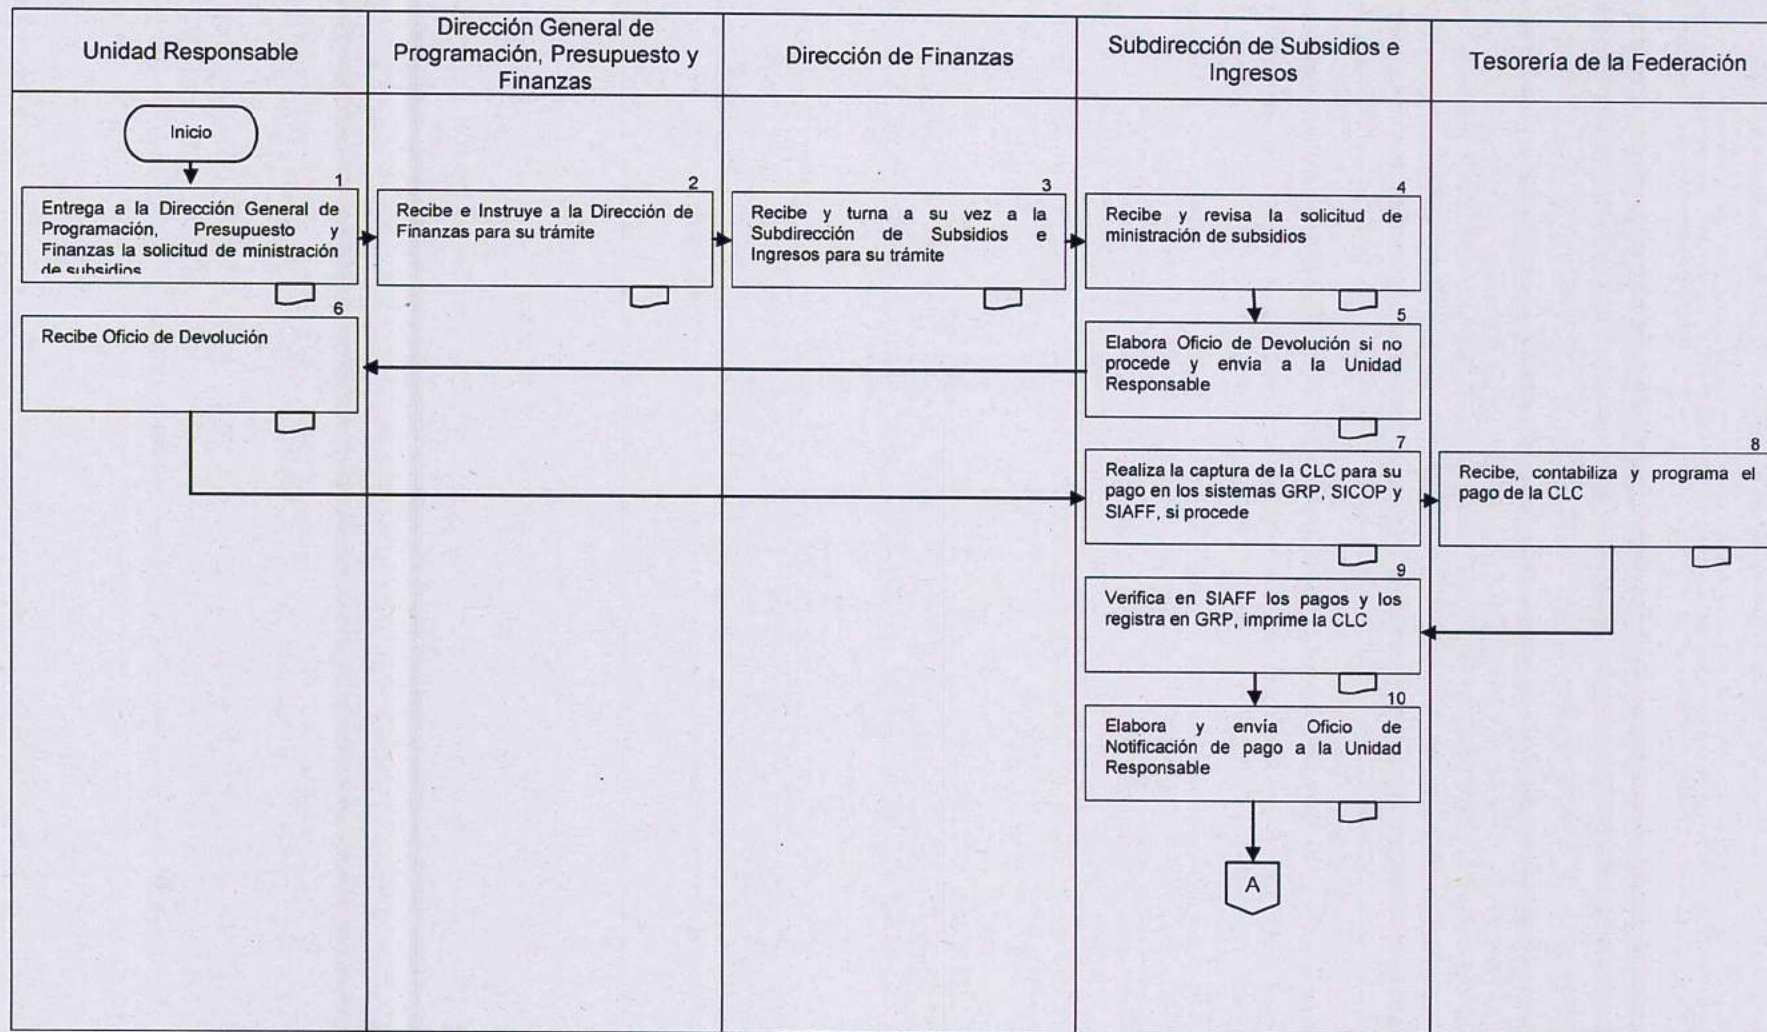 Unidad Responsable
Dirección General de
Programación, Presupuesto y
Finanzas
Dirección de Finanzas
Subdirección de Subsidios e
Ingresos
Tesorería de la Federación
Inicio
1
Entrega a la Dirección General de
Programación, Presupuesto y
Finanzas la solicitud de ministración
de subsidios
2
Recibe e Instruye a la Dirección de
Finanzas para su trámite
3
Recibe y turna a su vez a la
Subdirección de Subsidios e
Ingresos para su trámite
4
Recibe y revisa la solicitud de
ministración de subsidios
5
Elabora Oficio de Devolución si no
procede y envía a la Unidad
Responsable
6
Recibe Oficio de Devolución
7
Realiza la captura de la CLC para su
pago en los sistemas GRP, SICOP y
SIAFF, si procede
8
Recibe, contabiliza y programa el
pago de la CLC
9
Verifica en SIAFF los pagos y los
registra en GRP, imprime la CLC
10
Elabora y envía Oficio de
Notificación de pago a la Unidad
Responsable
A